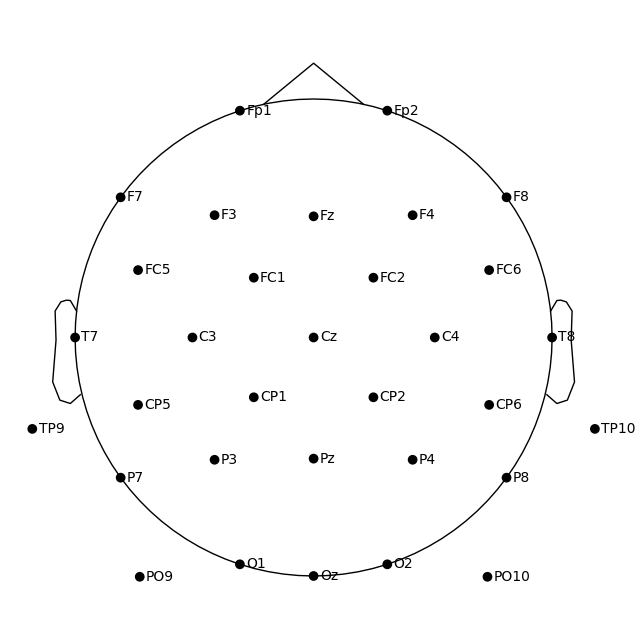 Fp1 Fp2
F7 F8
F3 Fz F4
FC5 FC6
FC1 FC2
T7 C3 Cz C4 T8
CP1 CP2
CP5 CP6
TP9 TP10
P3 Pz P4
P7 P8
O1 O2
PO9 Oz PO10